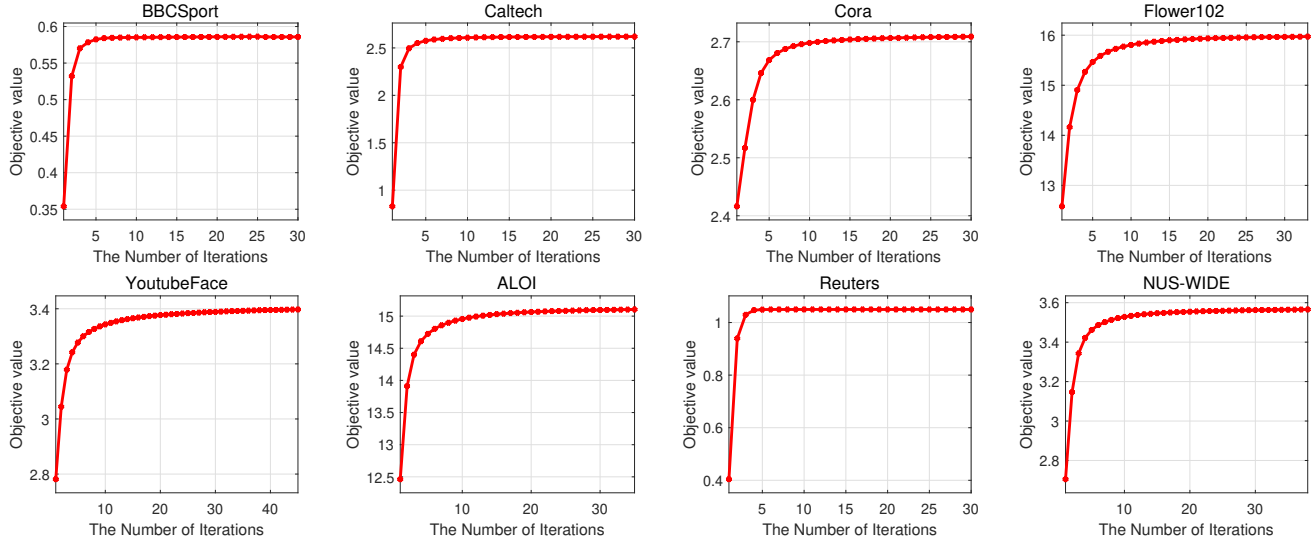 BBCSport
Objective value
0.6
0.55
0.5
0.45
0.4
0.35
5 10 15 20 25 30
The Number of Iterations
Caltech
Objective value
2.5
2
1.5
1
5 10 15 20 25 30
The Number of Iterations
Cora
Objective value
2.7
2.6
2.5
2.4
5 10 15 20 25 30
The Number of Iterations
Flower102
Objective value
16
15
14
13
5 10 15 20 25 30
The Number of Iterations
YoutubeFace
Objective value
3.4
3.2
3
2.8
10 20 30 40
The Number of Iterations
ALOI
Objective value
15
14.5
14
13.5
13
12.5
10 20 30
The Number of Iterations
Reuters
Objective value
1
0.8
0.6
0.4
5 10 15 20 25 30
The Number of Iterations
NUS-WIDE
Objective value
3.6
3.4
3.2
3
2.8
10 20 30
The Number of Iterations